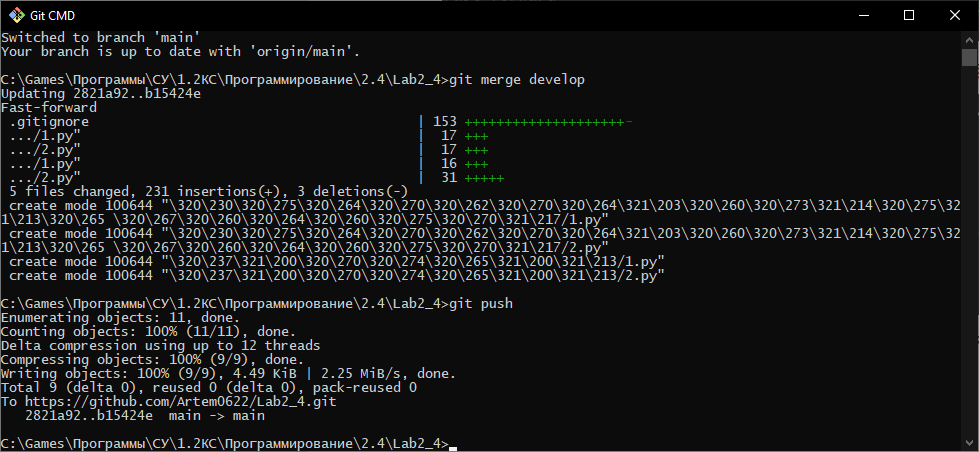 Git CMD
Switched to branch 'main'
Your branch is up to date with 'origin/main'.
C:\Games\Программы\СУ\1.2КС\Программирование\2.4\Lab2_4>git merge develop
Updating 2821a92..b15424e
Fast-forward
 .gitignore | 153 ++++++++++++++++++++-
 .../1.py" | 17 +++
 .../2.py" | 17 +++
 .../1.py" | 16 +++
 .../2.py" | 31 +++++
 5 files changed, 231 insertions(+), 3 deletions(-)
 create mode 100644 "\320\230\320\275\320\264\320\270\320\262\320\270\320\264\321\203\320\260\320\273\321\214\320\275\32
1\213\320\265 \320\267\320\260\320\264\320\260\320\275\320\270\321\217/1.py"
 create mode 100644 "\320\230\320\275\320\264\320\270\320\262\320\270\320\264\321\203\320\260\320\273\321\214\320\275\32
1\213\320\265 \320\267\320\260\320\264\320\260\320\275\320\270\321\217/2.py"
 create mode 100644 "\320\237\321\200\320\270\320\274\320\265\321\200\321\213/1.py"
 create mode 100644 "\320\237\321\200\320\270\320\274\320\265\321\200\321\213/2.py"
C:\Games\Программы\СУ\1.2КС\Программирование\2.4\Lab2_4>git push
Enumerating objects: 11, done.
Counting objects: 100% (11/11), done.
Delta compression using up to 12 threads
Compressing objects: 100% (9/9), done.
Writing objects: 100% (9/9), 4.49 KiB | 2.25 MiB/s, done.
Total 9 (delta 0), reused 0 (delta 0), pack-reused 0
To https://github.com/Artem0622/Lab2_4.git
   2821a92..b15424e  main -> main
C:\Games\Программы\СУ\1.2КС\Программирование\2.4\Lab2_4>